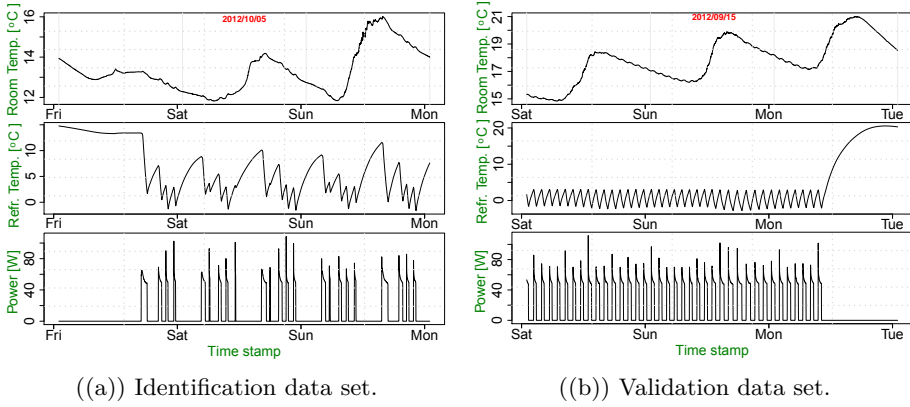 2012/10/05
Room Temp. [°C]
16
14
12
Fri
Sat
Sun
Mon
Refr. Temp. [°C]
10
5
0
Fri
Sat
Sun
Mon
Power [W]
80
40
0
Fri
Sat
Sun
Mon
Time stamp
((a)) Identification data set.
2012/09/15
Room Temp. [°C]
21
19
17
15
Sat
Sun
Mon
Tue
Refr. Temp. [°C]
20
10
0
Sat
Sun
Mon
Tue
Power [W]
80
40
0
Sat
Sun
Mon
Tue
Time stamp
((b)) Validation data set.